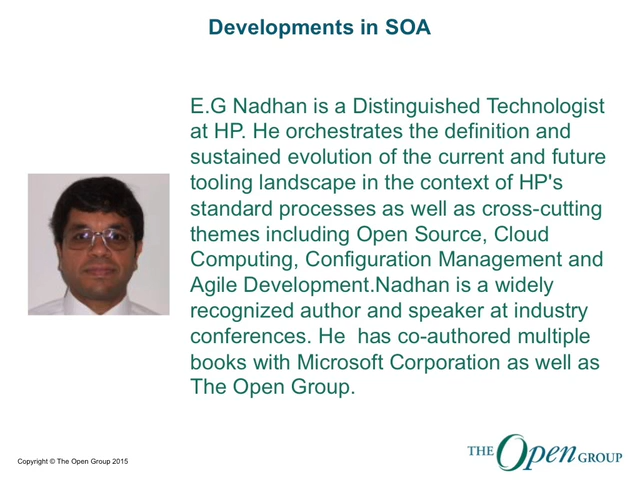 Developments in SOA
E.G Nadhan is a Distinguished Technologist
at HP. He orchestrates the definition and
sustained evolution of the current and future
tooling landscape in the context of HP's
standard processes as well as cross-cutting
themes including Open Source, Cloud
Computing, Configuration Management and
Agile Development.Nadhan is a widely
recognized author and speaker at industry
conferences. He  has co-authored multiple
books with Microsoft Corporation as well as
The Open Group.
Copyright © The Open Group 2015
THE Open GROUP